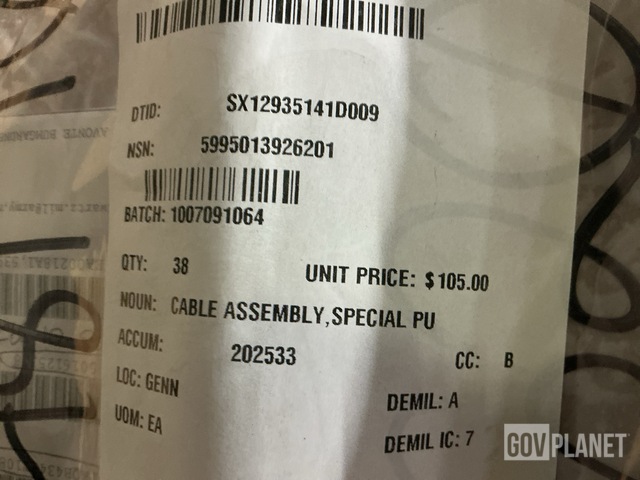 DTID: SX12935141D009
NSN: 5995013926201
BATCH: 1007091064
QTY: 38 UNIT PRICE: $105.00
NOUN: CABLE ASSEMBLY,SPECIAL PU
ACCUM: 202533 CC: B
LOC: GENN DEMIL: A
UOM: EA DEMIL IC: 7
GOVPLANET